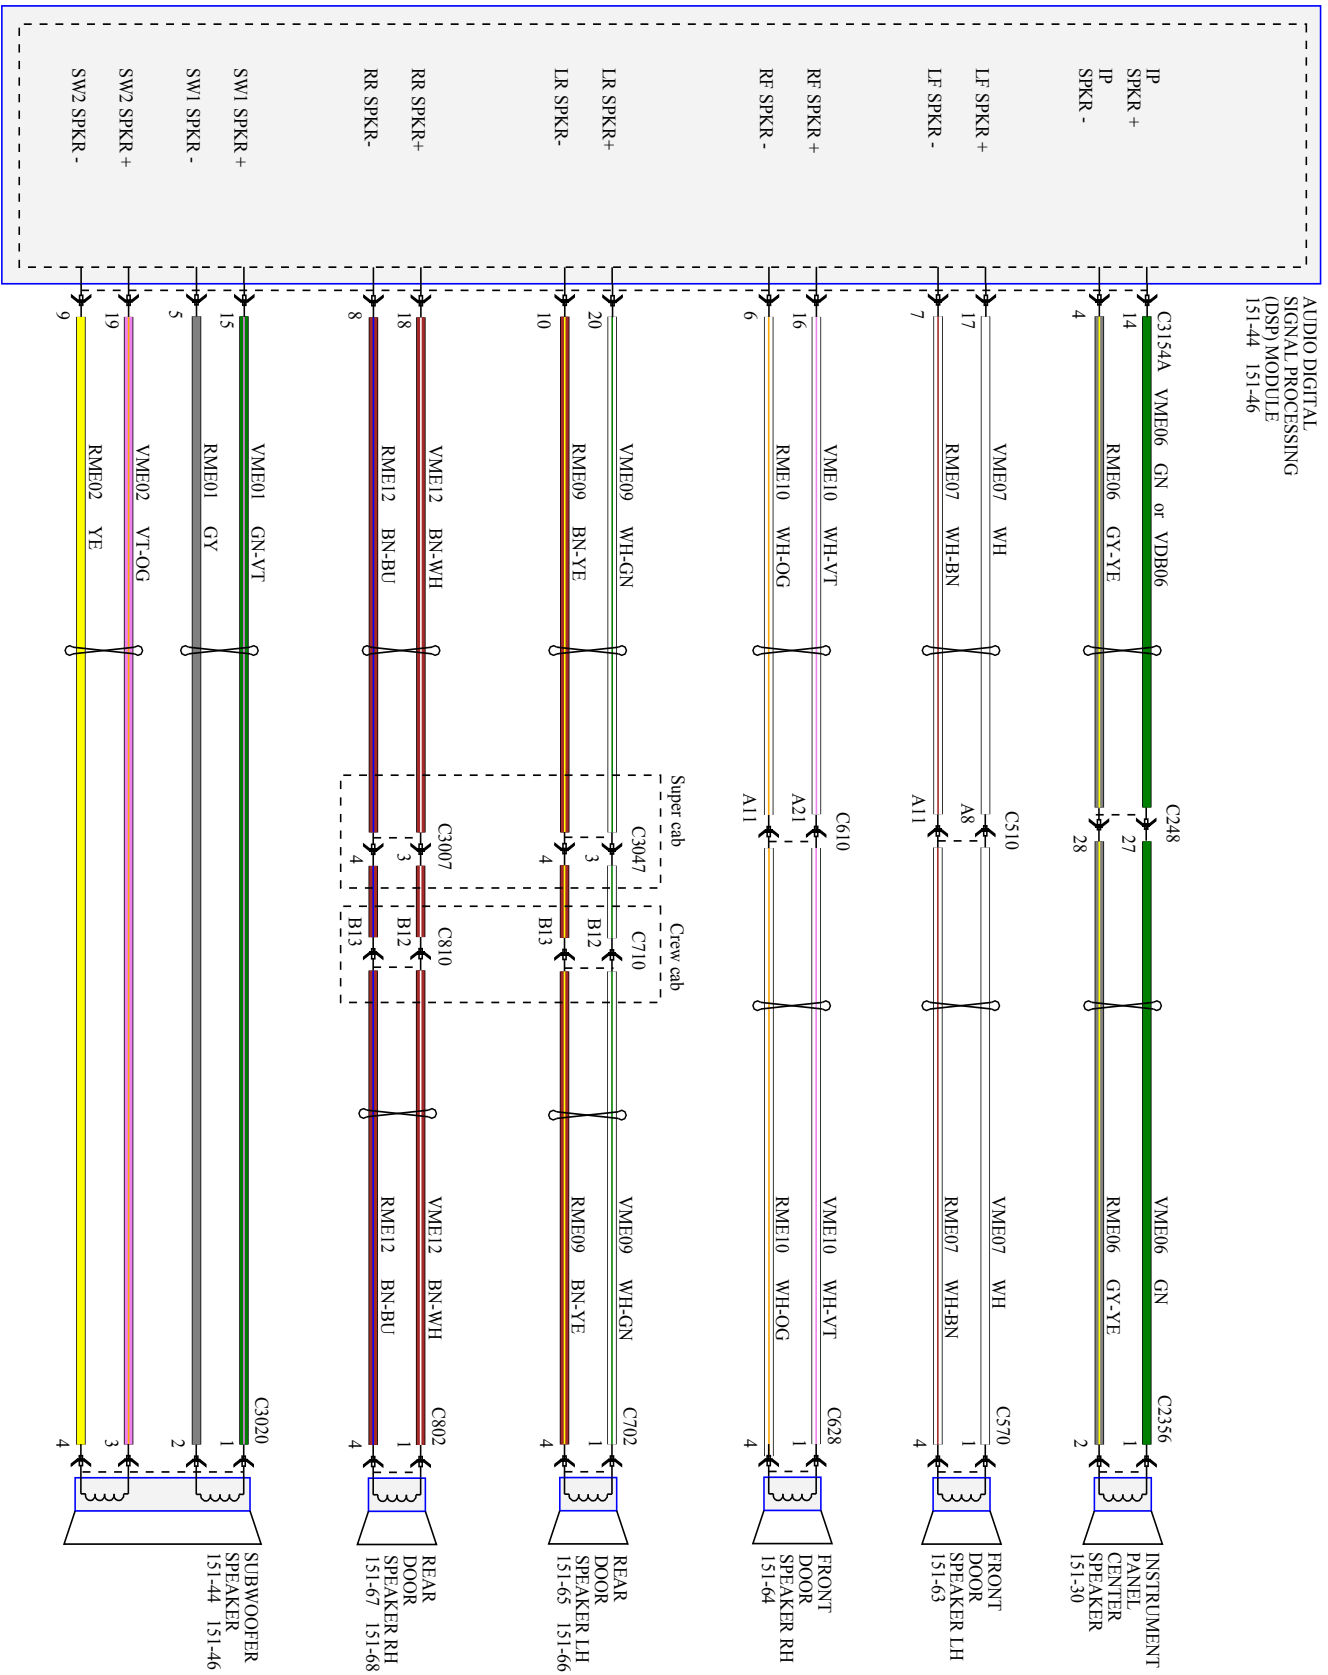 AUDIO DIGITAL
SIGNAL PROCESSING
(DSP) MODULE
151-44 151-46
IP
SPKR +
IP
SPKR -
LF SPKR +
LF SPKR -
RF SPKR +
RF SPKR -
LR SPKR+
LR SPKR-
RR SPKR+
RR SPKR-
SW1 SPKR +
SW1 SPKR -
SW2 SPKR +
SW2 SPKR -
C3154A VME06 GN or VDB06
14
RME06 GY-YE
4
C248
27
28
VME06 GN
RME06 GY-YE
C2356
1
2
INSTRUMENT
PANEL
CENTER
SPEAKER
151-30
17
VME07 WH
7
RME07 WH-BN
C510
A8
A11
VME07 WH
RME07 WH-BN
C570
1
4
FRONT
DOOR
SPEAKER LH
151-63
16
VME10 WH-VT
6
RME10 WH-OG
C610
A21
A11
VME10 WH-VT
RME10 WH-OG
C628
1
4
FRONT
DOOR
SPEAKER RH
151-64
Super cab
Crew cab
20
VME09 WH-GN
10
RME09 BN-YE
C3047
3
4
C710
B12
B13
VME09 WH-GN
RME09 BN-YE
C702
1
4
REAR
DOOR
SPEAKER LH
151-65 151-66
18
VME12 BN-WH
8
RME12 BN-BU
C3007
3
4
C810
B12
B13
VME12 BN-WH
RME12 BN-BU
C802
1
4
REAR
DOOR
SPEAKER RH
151-67 151-68
15
VME01 GN-VT
5
RME01 GY
19
VME02 VT-OG
9
RME02 YE
C3020
1
2
3
4
SUBWOOFER
SPEAKER
151-44 151-46